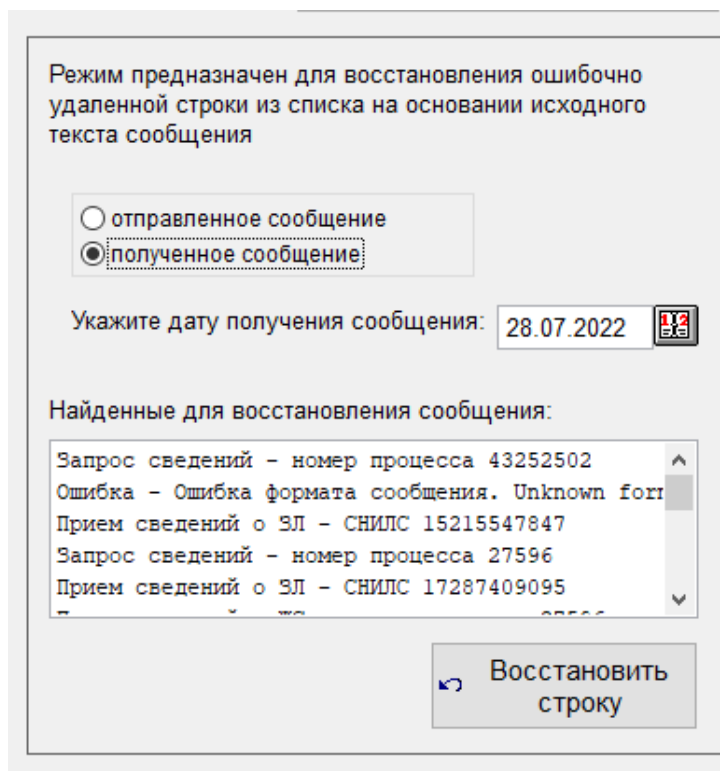 Режим предназначен для восстановления ошибочно
удаленной строки из списка на основании исходного
текста сообщения
отправленное сообщение
полученное сообщение
Укажите дату получения сообщения: 28.07.2022
Найденные для восстановления сообщения:
Запрос сведений - номер процесса 43252502
Ошибка - Ошибка формата сообщения. Unknown
Прием сведений о ЗЛ - СНИЛС 15215547847
Запрос сведений - номер процесса 27596
Прием сведений о ЗЛ - СНИЛС 17287409095
Восстановить
строку